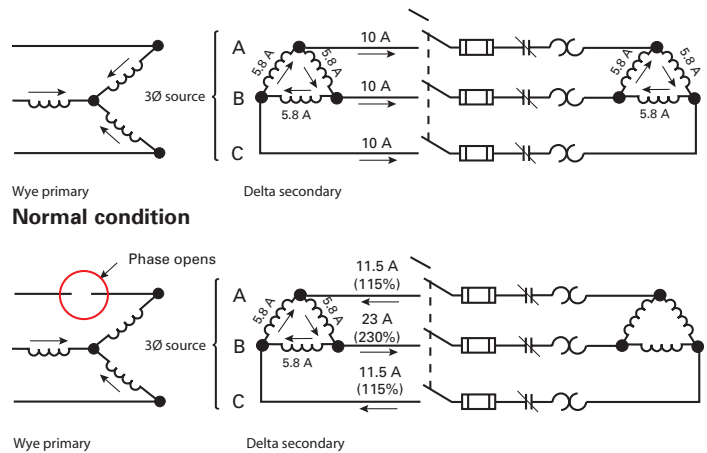 10 A
A
5.8 A
5.8 A
5.8 A
5.8 A
3Ø source
B
10 A
5.8 A
5.8 A
C
10 A
Wye primary
Delta secondary
Normal condition
Phase opens
11.5 A
(115%)
A
5.8 A
5.8 A
23 A
(230%)
3Ø source
B
5.8 A
11.5 A
(115%)
C
Wye primary
Delta secondary